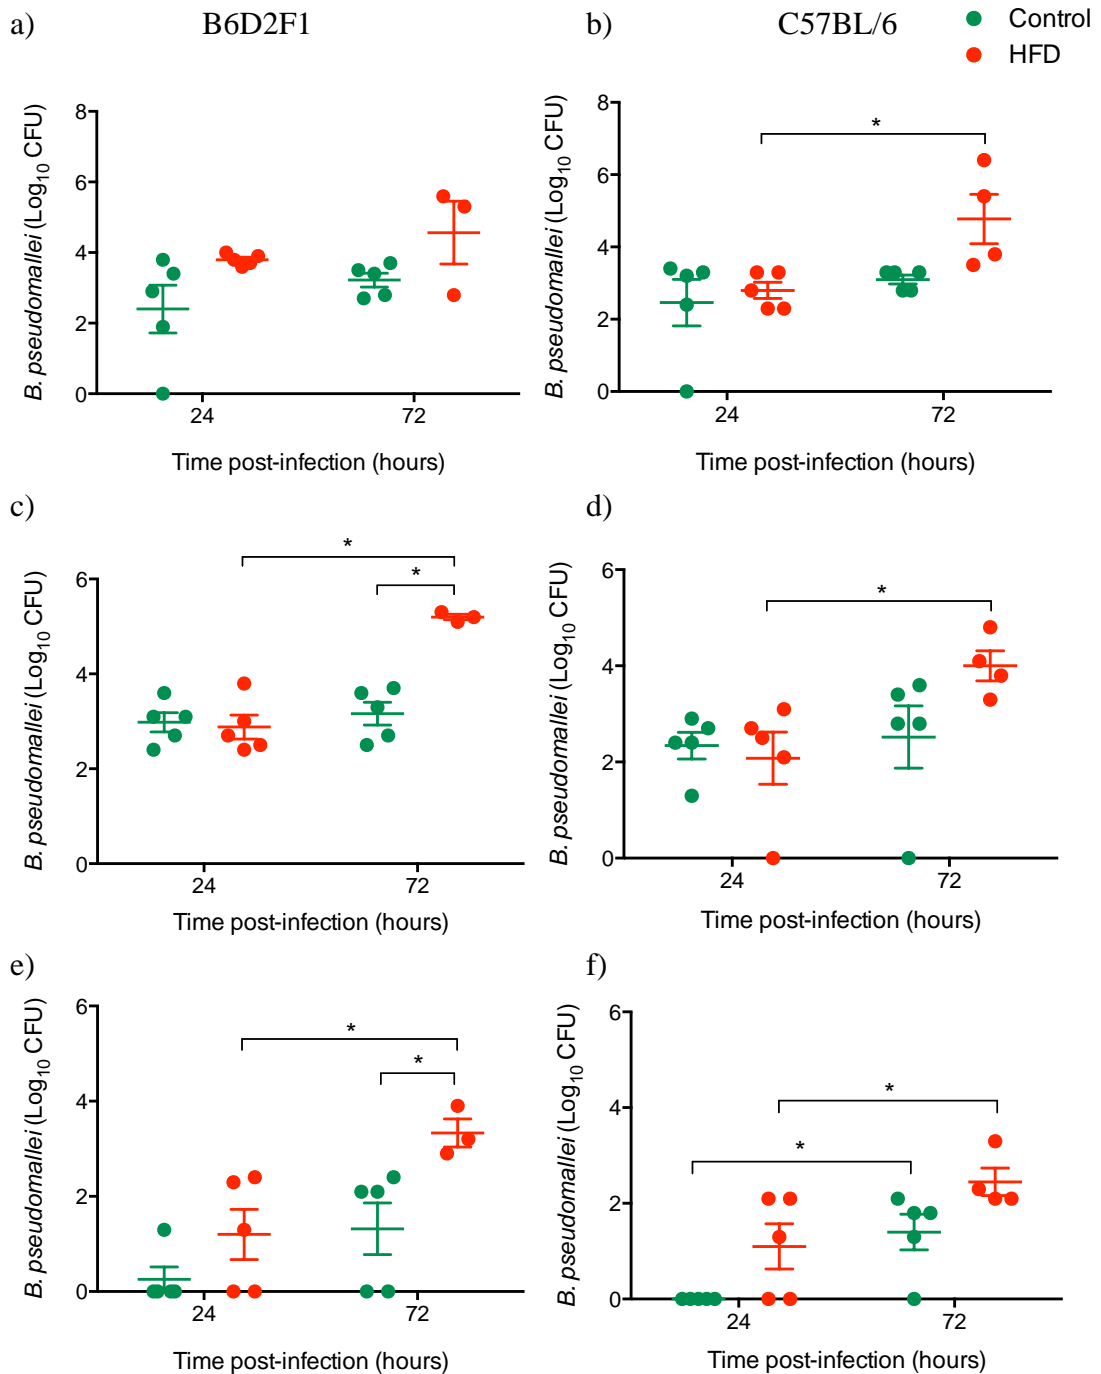 a) B6D2F1 b) C57BL/6 Control
HFD
B. pseudomallei (Log10 CFU)
8
6
4
2
0
24 72
Time post-infection (hours)
B. pseudomallei (Log10 CFU)
8
6
4
2
0
*
24 72
Time post-infection (hours)
c) d)
B. pseudomallei (Log10 CFU)
6
4
2
0
*
*
24 72
Time post-infection (hours)
B. pseudomallei (Log10 CFU)
6
4
2
0
*
24 72
Time post-infection (hours)
e) f)
B. pseudomallei (Log10 CFU)
6
4
2
0
*
*
24 72
Time post-infection (hours)
B. pseudomallei (Log10 CFU)
6
4
2
0
*
*
24 72
Time post-infection (hours)